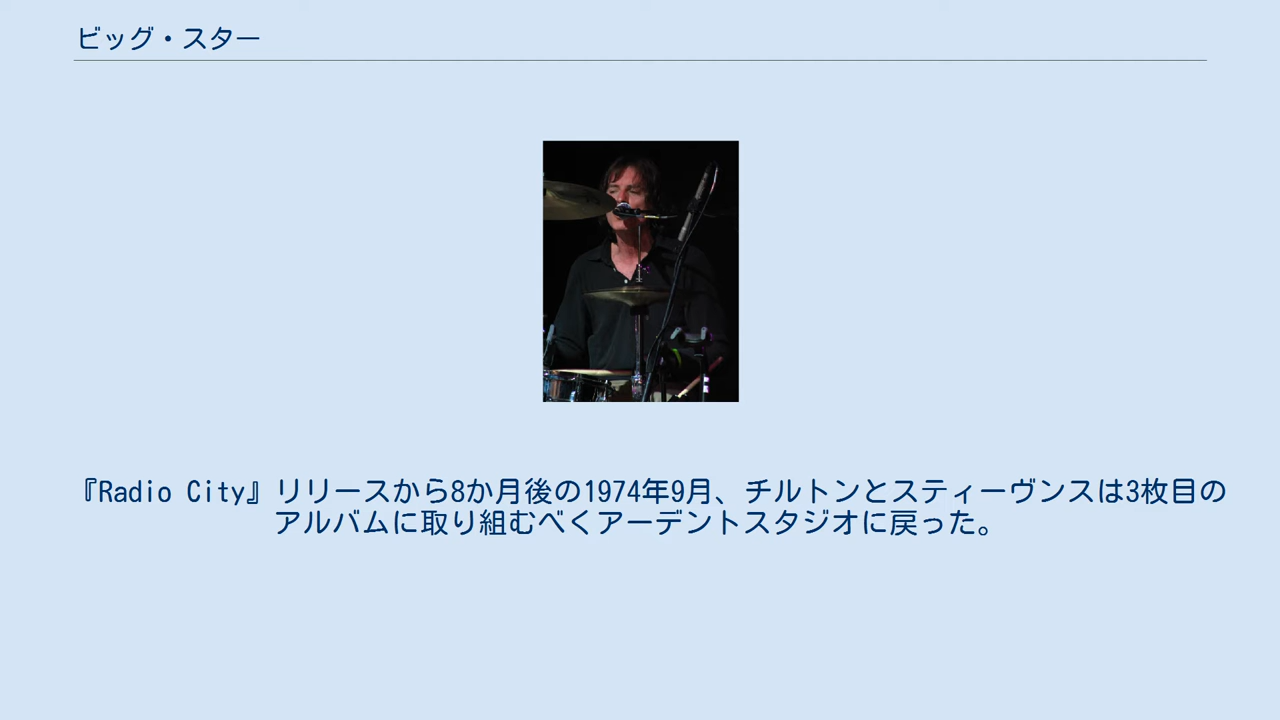 ビッグ・スター
『Radio City』リリースから8か月後の1974年9月、チルトンとスティーヴンスは3枚目の
アルバムに取り組むべくアーデントスタジオに戻った。